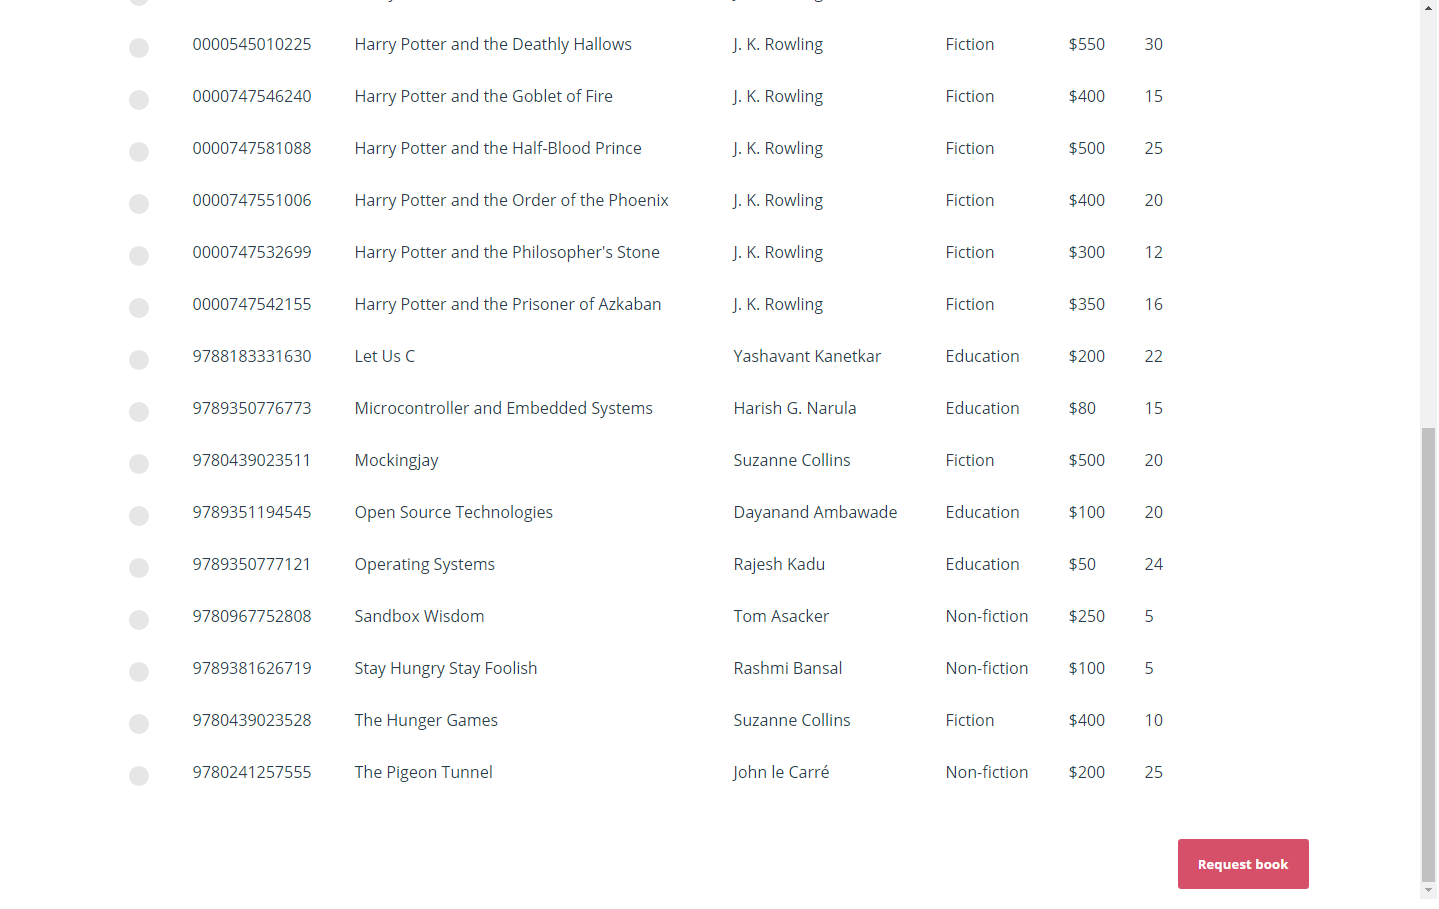 0000545010225 Harry Potter and the Deathly Hallows J. K. Rowling Fiction $550 30
0000747546240 Harry Potter and the Goblet of Fire J. K. Rowling Fiction $400 15
0000747581088 Harry Potter and the Half-Blood Prince J. K. Rowling Fiction $500 25
0000747551006 Harry Potter and the Order of the Phoenix J. K. Rowling Fiction $400 20
0000747532699 Harry Potter and the Philosopher's Stone J. K. Rowling Fiction $300 12
0000747542155 Harry Potter and the Prisoner of Azkaban J. K. Rowling Fiction $350 16
9788183331630 Let Us C Yashavant Kanetkar Education $200 22
9789350776773 Microcontroller and Embedded Systems Harish G. Narula Education $80 15
9780439023511 Mockingjay Suzanne Collins Fiction $500 20
9789351194545 Open Source Technologies Dayanand Ambawade Education $100 20
9789350777121 Operating Systems Rajesh Kadu Education $50 24
9780967752808 Sandbox Wisdom Tom Asacker Non-fiction $250 5
9789381626719 Stay Hungry Stay Foolish Rashmi Bansal Non-fiction $100 5
9780439023528 The Hunger Games Suzanne Collins Fiction $400 10
9780241257555 The Pigeon Tunnel John le Carré Non-fiction $200 25
Request book